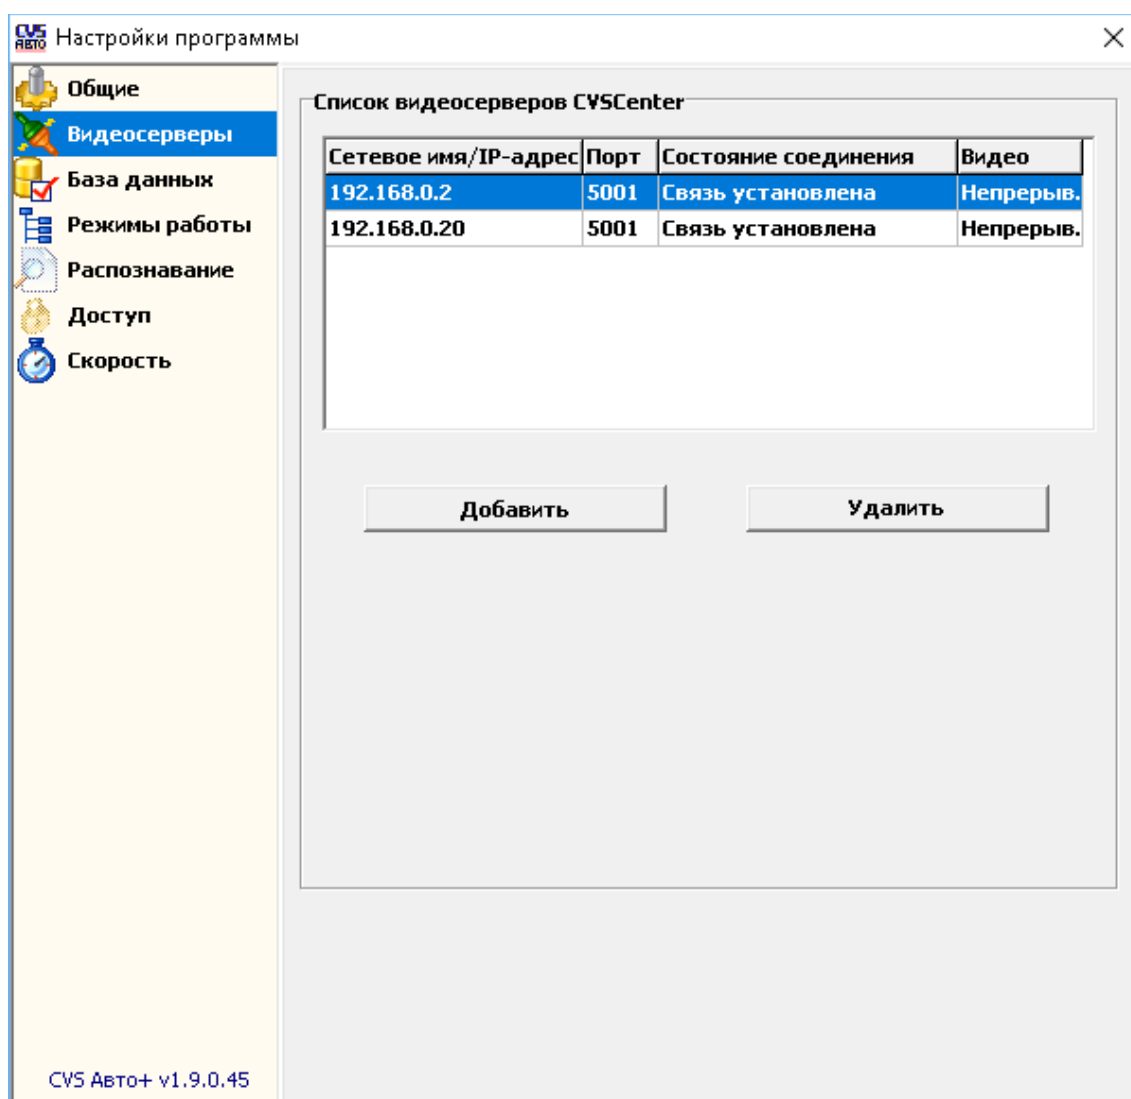 CVS АВТО Настройки программы
Общие
Видеосерверы
База данных
Режимы работы
Распознавание
Доступ
Скорость
CVS Авто+ v1.9.0.45
Список видеосерверов CVSCenter
Сетевое имя/IP-адрес Порт Состояние соединения Видео
192.168.0.2 5001 Связь установлена Непрерыв.
192.168.0.20 5001 Связь установлена Непрерыв.
Добавить Удалить